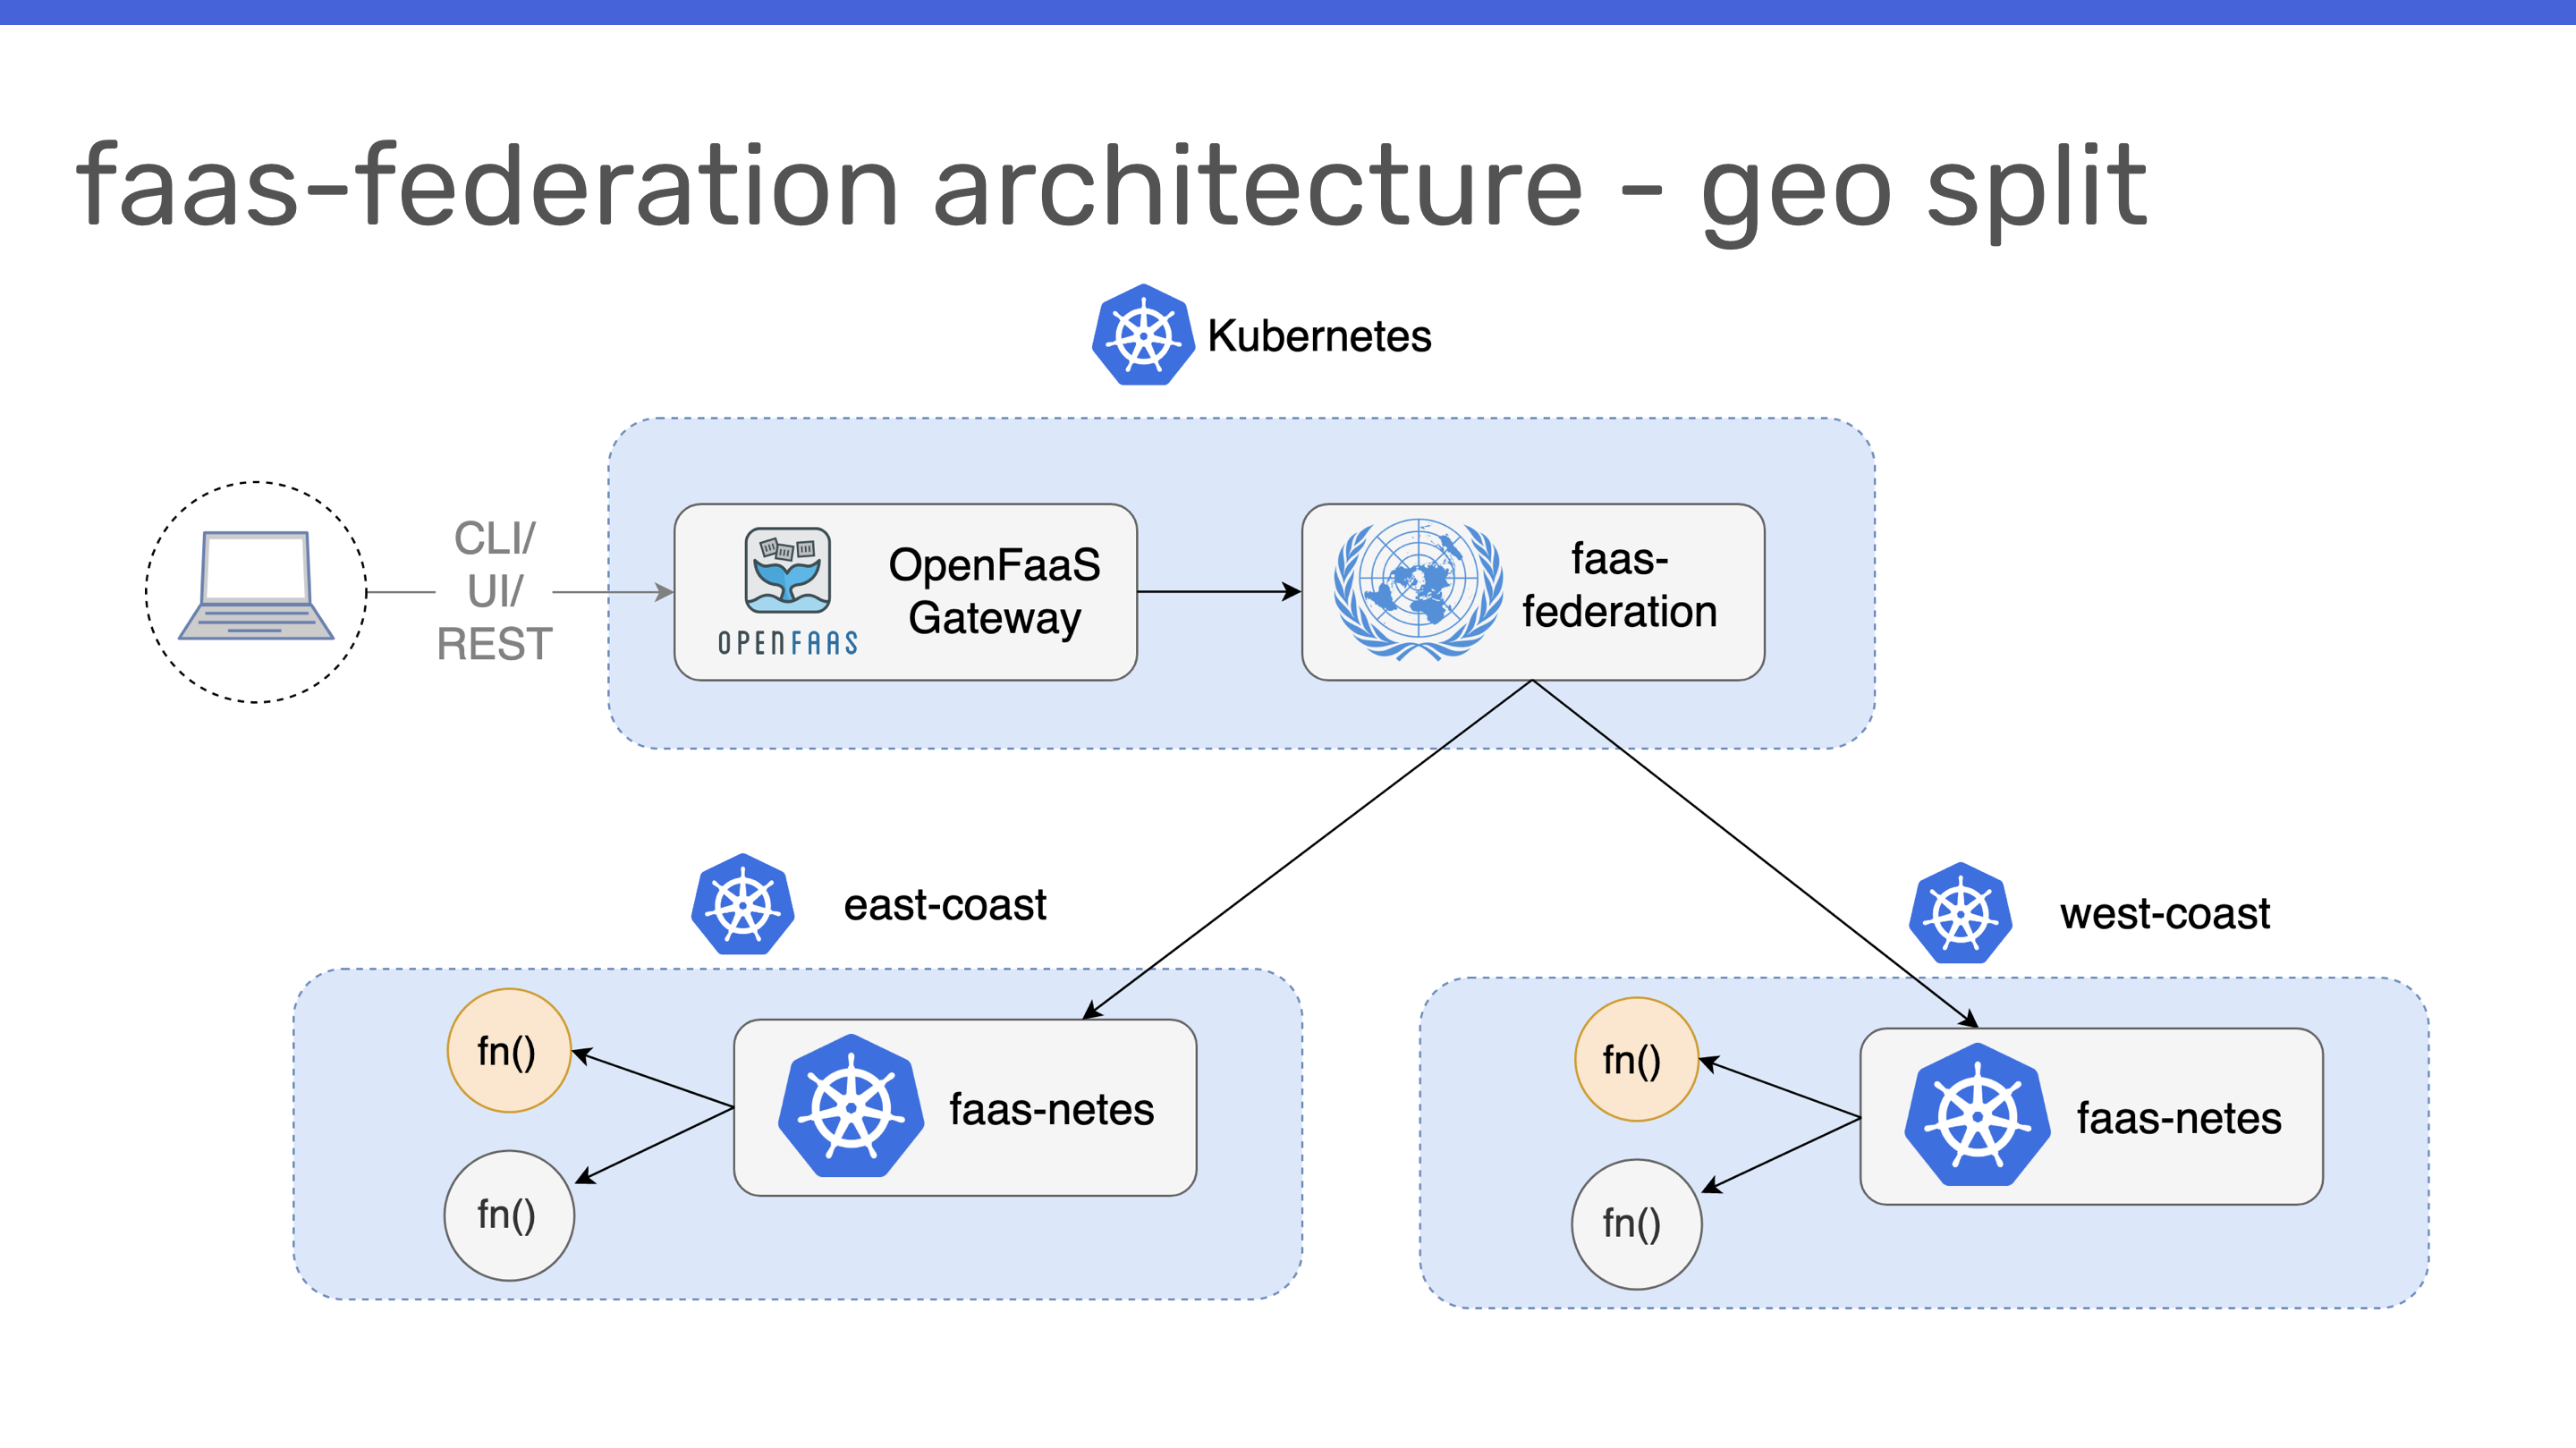 faas-federation architecture - geo split
Kubernetes
CLI/
UI/
REST
OPENFAAS
OpenFaaS
Gateway
faas-
federation
east-coast
west-coast
fn()
faas-netes
fn()
fn()
faas-netes
fn()